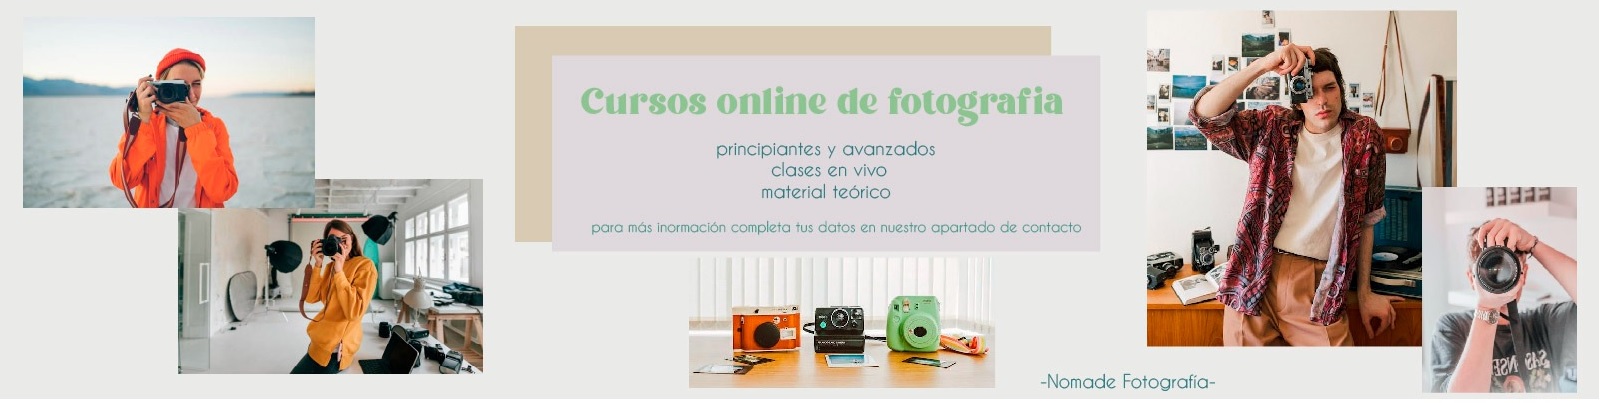 Cursos online de fotografia
principiantes y avanzados
clases en vivo
material teórico
para más inormación completa tus datos en nuestro apartado de contacto
-Nomade Fotografía-